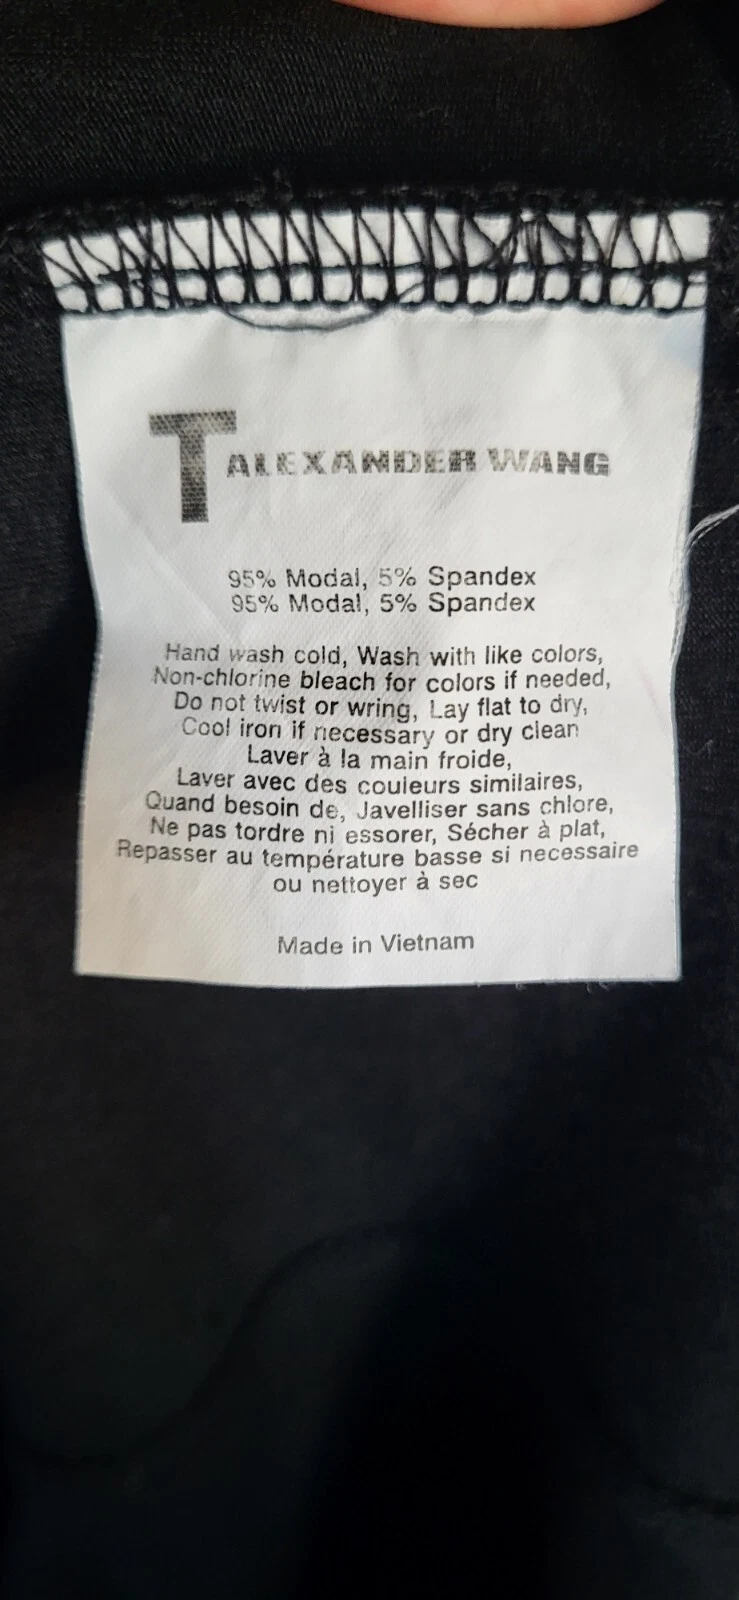 T ALEXANDER WANG
95% Modal, 5% Spandex
95% Modal, 5% Spandex
Hand wash cold, Wash with like colors,
Non-chlorine bleach for colors if needed,
Do not twist or wring, Lay flat to dry,
Cool iron if necessary or dry clean
Laver à la main froide,
Laver avec des couleurs similaires,
Quand besoin de, Javelliser sans chlore,
Ne pas tordre ni essorer, Sécher à plat,
Repasser au température basse si necessaire
ou nettoyer à sec
Made in Vietnam